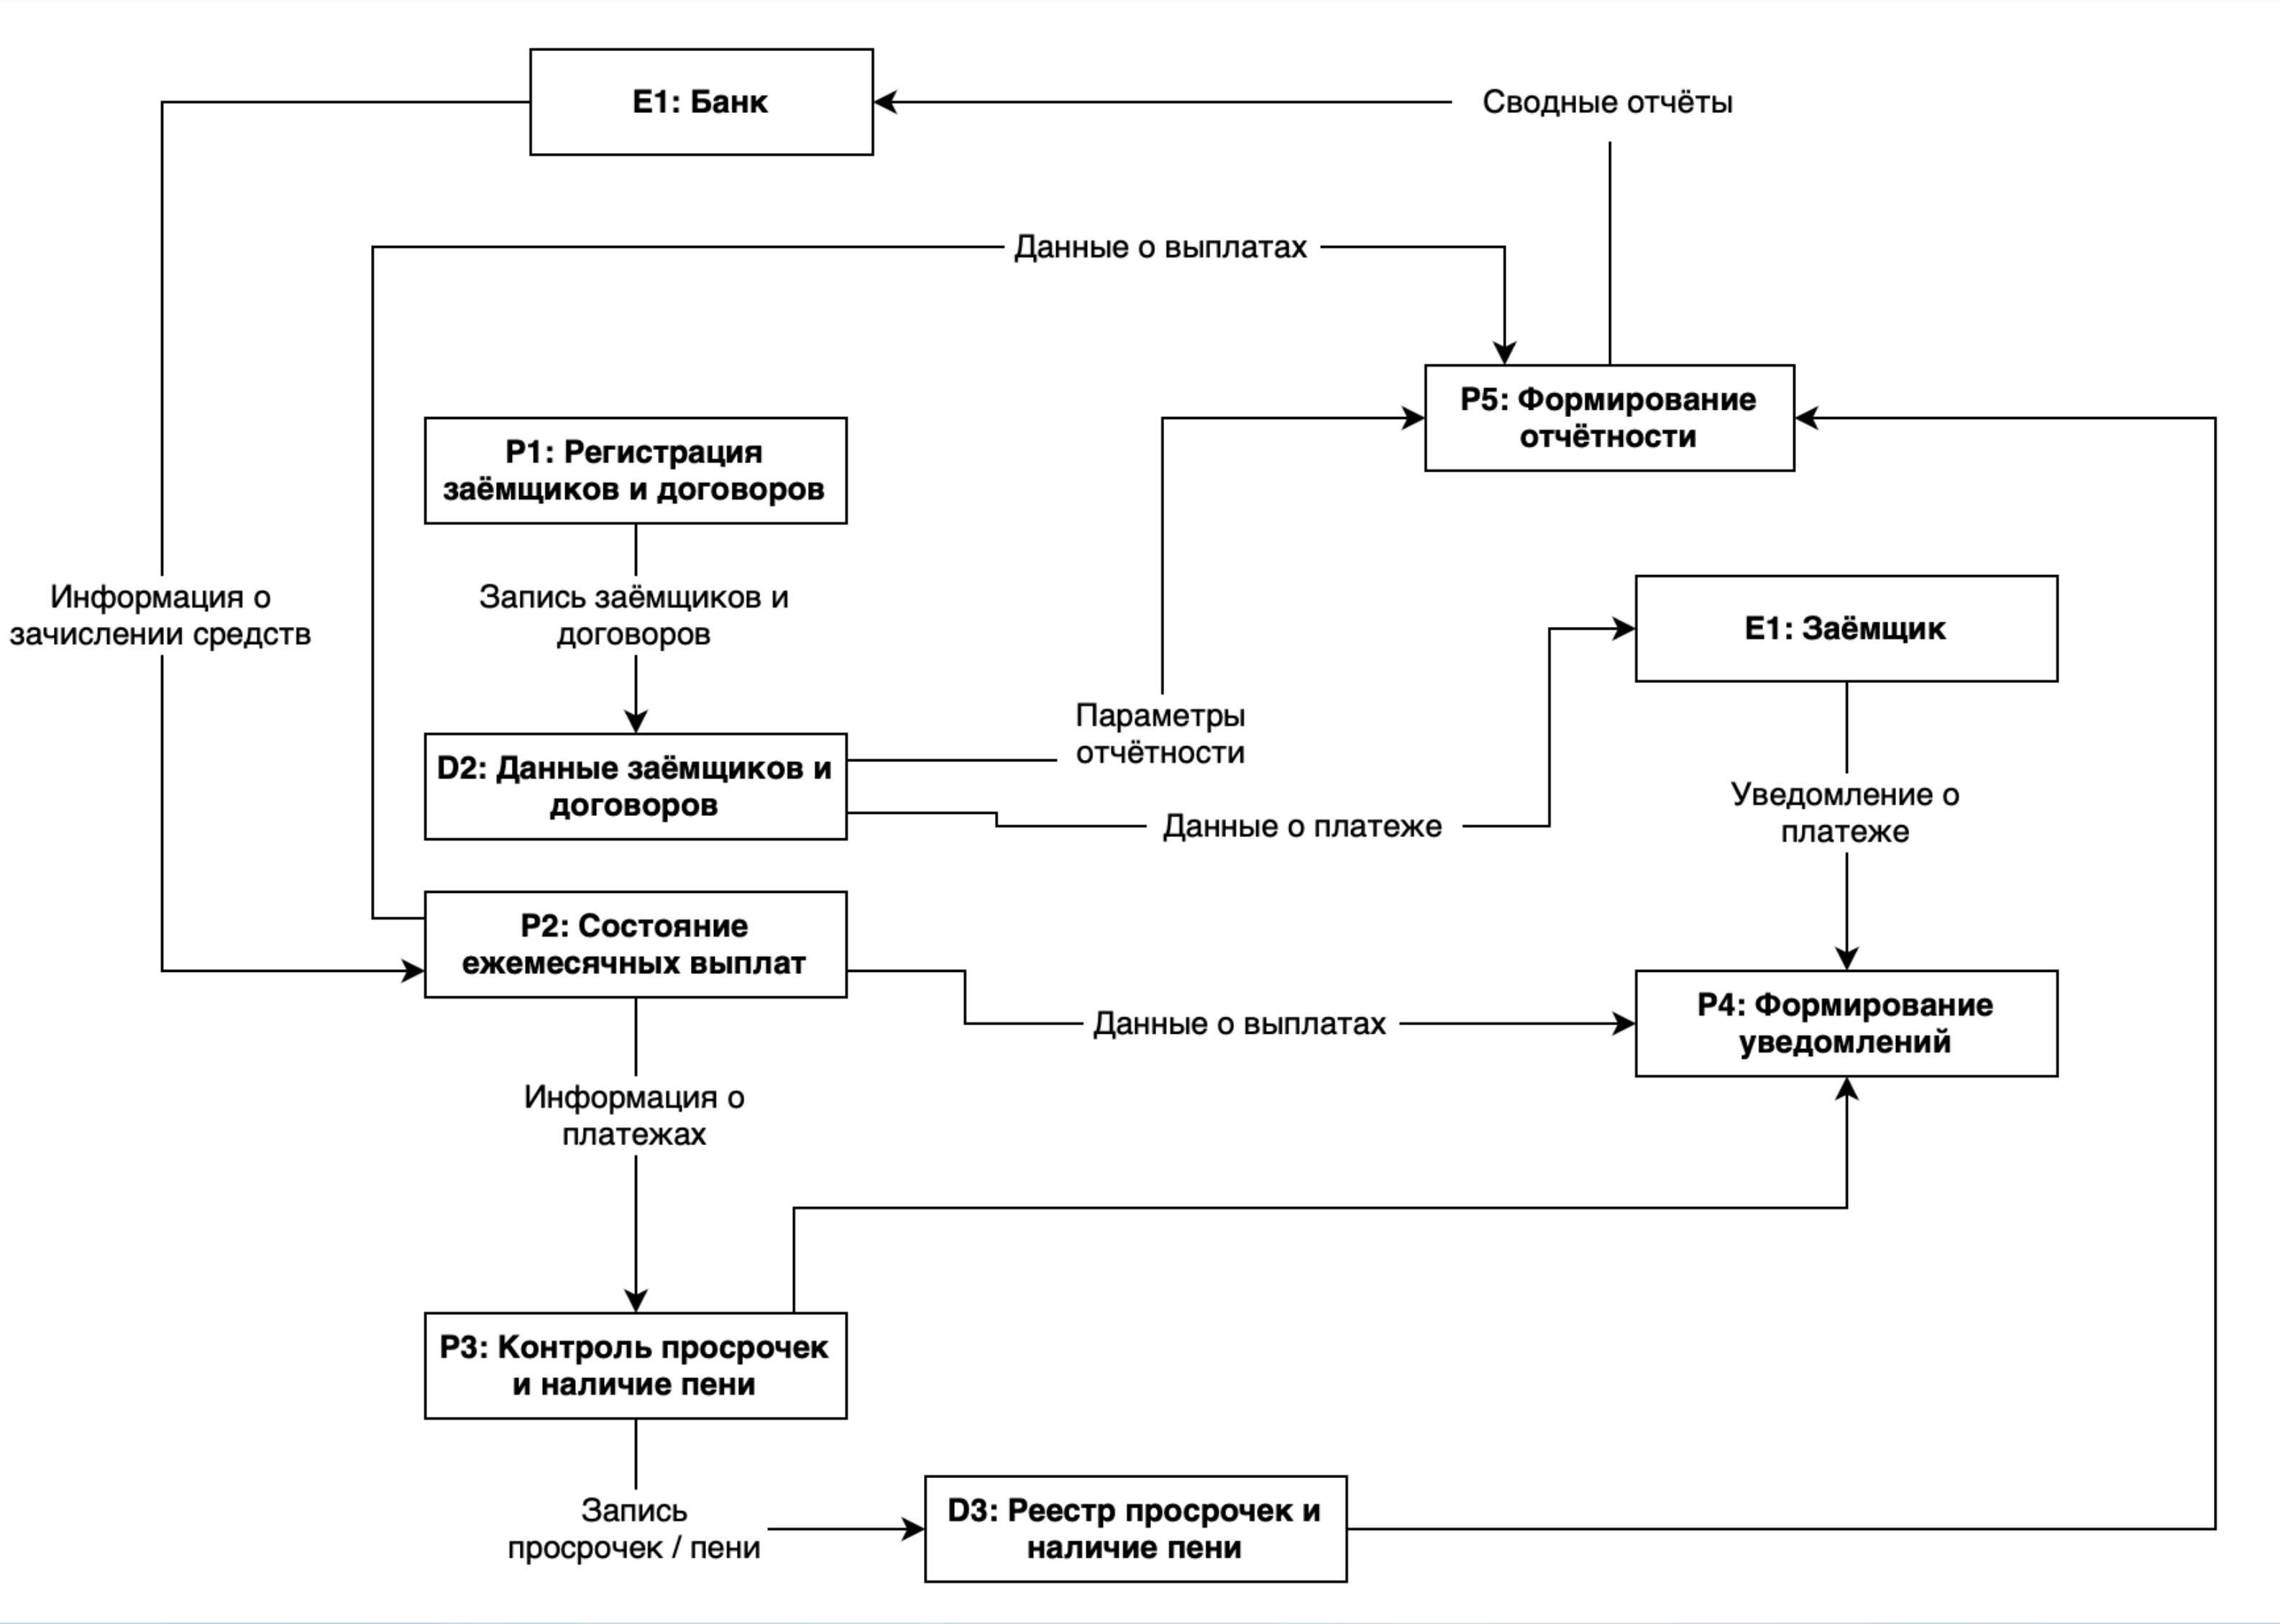 E1: Банк
Сводные отчёты
Данные о выплатах
P5: Формирование
отчётности
P1: Регистрация
заёмщиков и договоров
Информация о
зачислении средств
Запись заёмщиков и
договоров
E1: Заёмщик
Параметры
отчётности
D2: Данные заёмщиков и
договоров
Данные о платеже
Уведомление о
платеже
P2: Состояние
ежемесячных выплат
Данные о выплатах
P4: Формирование
уведомлений
Информация о
платежах
P3: Контроль просрочек
и наличие пени
Запись
просрочек / пени
D3: Реестр просрочек и
наличие пени